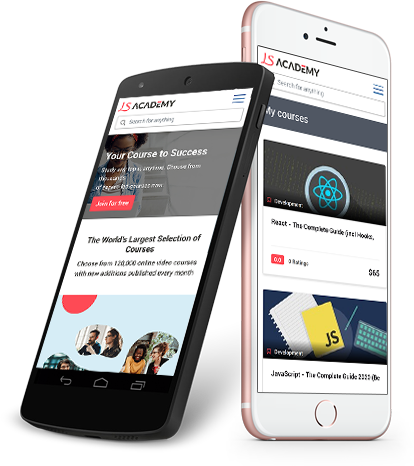 LS ACADEMY
Search for anything
Your Course to Success
Study any topic, anytime. Choose from
thousands
of expert-led courses now
Join for free
The World's Largest Selection of
Courses
Choose from 130,000 online video courses
with new additions published every month
LS ACADEMY
Search for anything
My courses
Development
React - The Complete Guide (incl Hooks,
0.0
0 Ratings
$65
JS
Development
JavaScript - The Complete Guide 2020 (Be